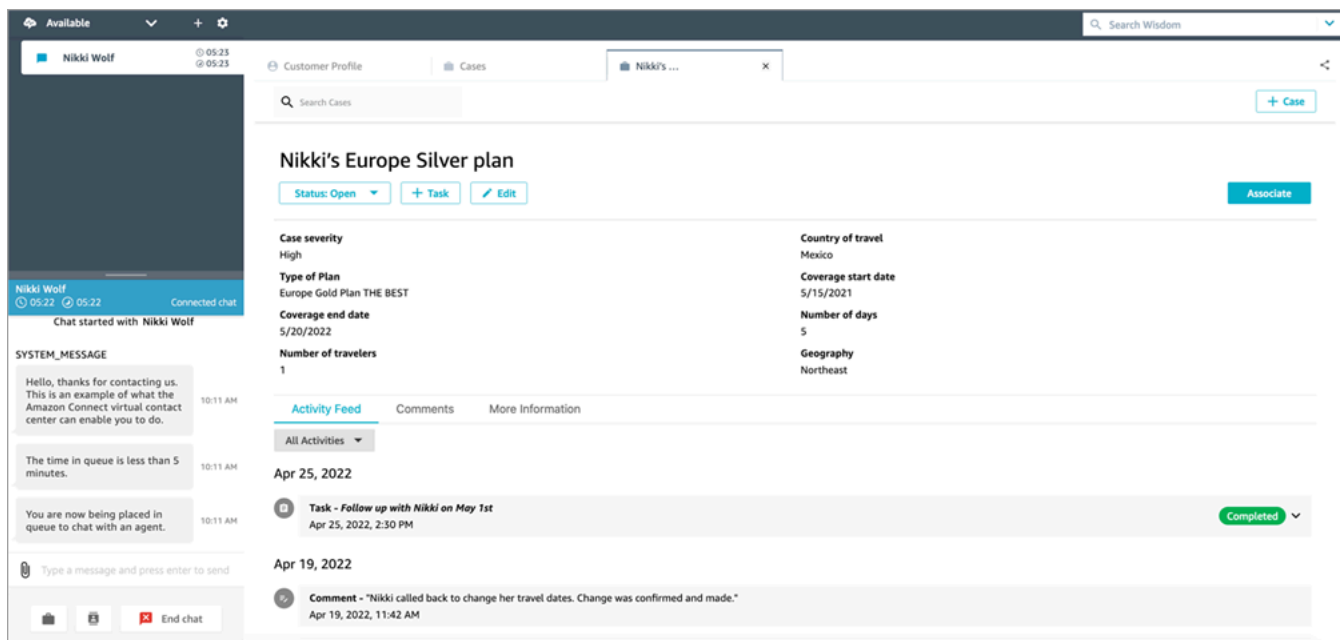 Available
Search Wisdom
Nikki Wolf
05:23
05:23
Customer Profile
Cases
Nikki's ...
Search Cases
+ Case
Nikki's Europe Silver plan
Status: Open
+ Task
Edit
Associate
Case severity
High
Country of travel
Mexico
Type of Plan
Europe Gold Plan THE BEST
Coverage start date
5/15/2021
Coverage end date
5/20/2022
Number of days
5
Number of travelers
1
Geography
Northeast
Activity Feed
Comments
More Information
All Activities
Apr 25, 2022
Task - Follow up with Nikki on May 1st
Apr 25, 2022, 2:30 PM
Completed
Apr 19, 2022
Comment - "Nikki called back to change her travel dates. Change was confirmed and made."
Apr 19, 2022, 11:42 AM
Nikki Wolf
05:22 05:22 Connected chat
Chat started with Nikki Wolf
SYSTEM_MESSAGE
Hello, thanks for contacting us.
This is an example of what the
Amazon Connect virtual contact
center can enable you to do.
10:11 AM
The time in queue is less than 5
minutes.
10:11 AM
You are now being placed in
queue to chat with an agent.
10:11 AM
Type a message and press enter to send
End chat